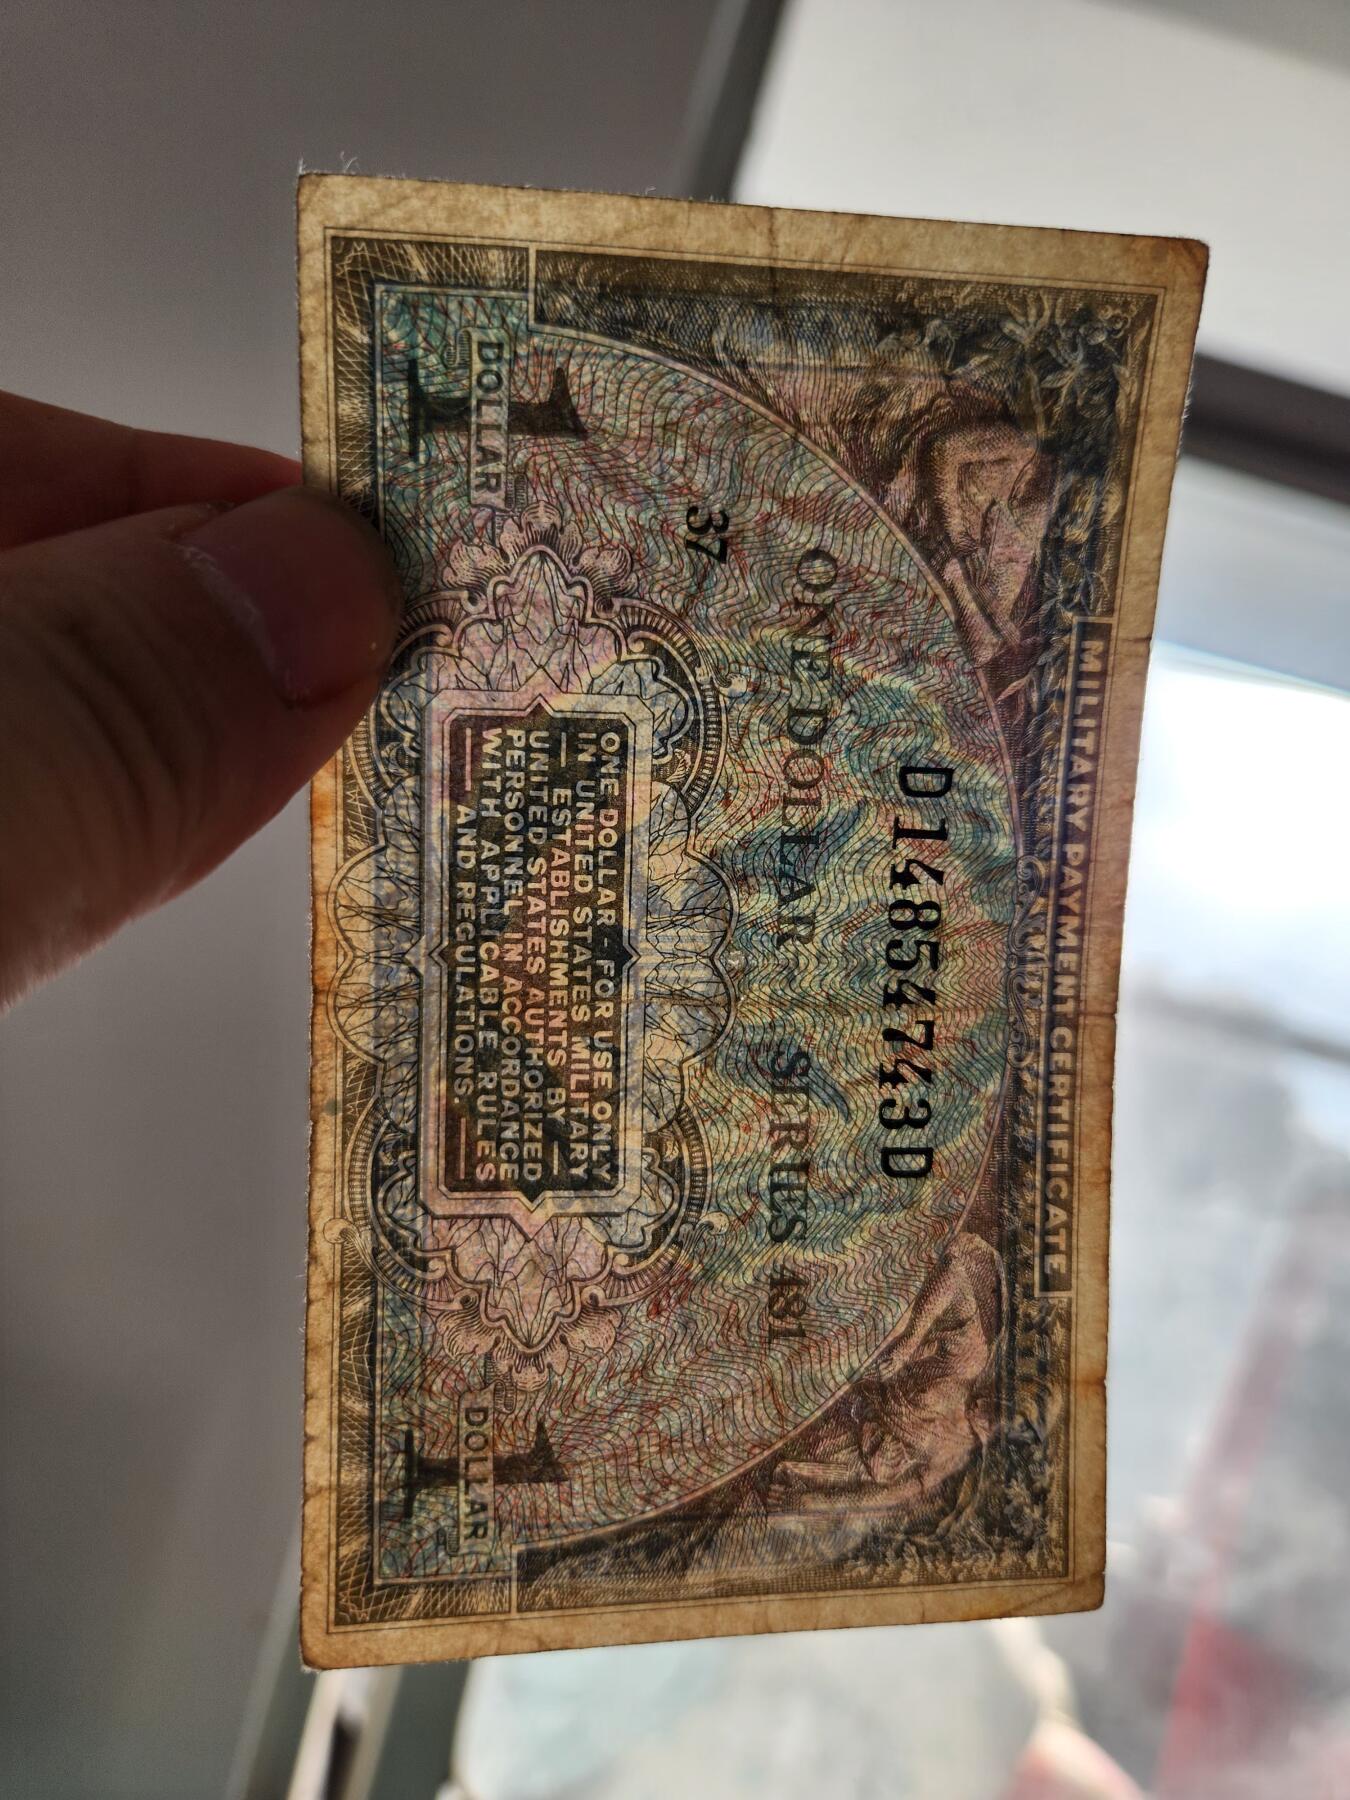 MILITARY PAYMENT CERTIFICATE
D14854743D
ONE DOLLAR SERIES 481
37
1 DOLLAR
1 DOLLAR
ONE DOLLAR - FOR USE ONLY
IN UNITED STATES MILITARY
— ESTABLISHMENTS BY —
UNITED STATES AUTHORIZED
PERSONNEL IN ACCORDANCE
WITH APPLICABLE RULES
— AND REGULATIONS. —